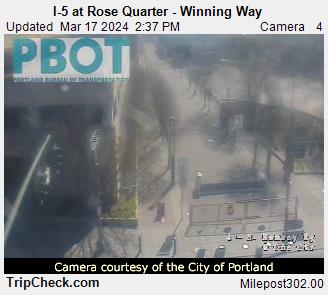 I-5 at Rose Quarter - Winning Way
Updated Mar 17 2024 2:37 PM Camera 4
PBOT
PORTLAND BUREAU OF TRANSPORTATION
Camera courtesy of the City of Portland
TripCheck.com Milepost302.00